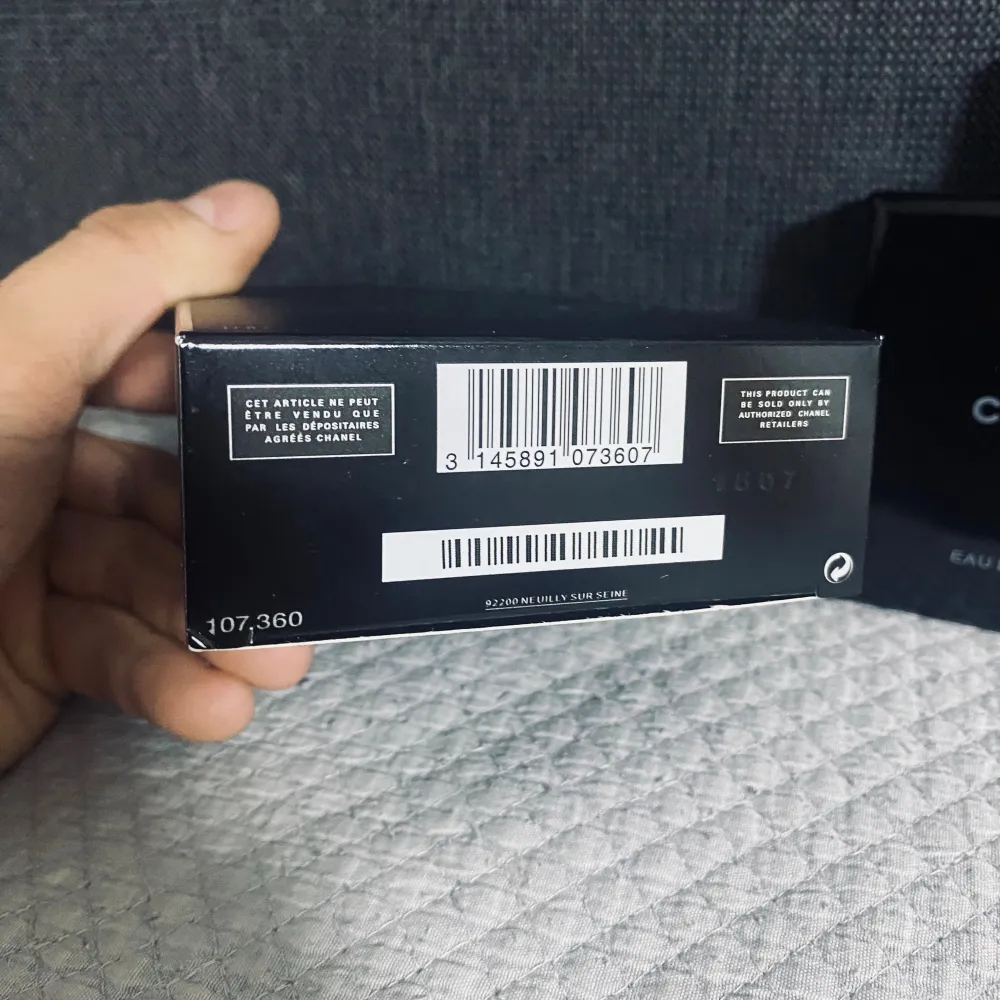 CET ARTICLE NE PEUT
ÊTRE VENDU QUE
PAR LES DÉPOSITAIRES
AGRÉÉS CHANEL
3 145891 073607
THIS PRODUCT CAN
BE SOLD ONLY BY
AUTHORIZED CHANEL
RETAILERS
92200 NEUILLY SUR SEINE
107.360
C
EAU